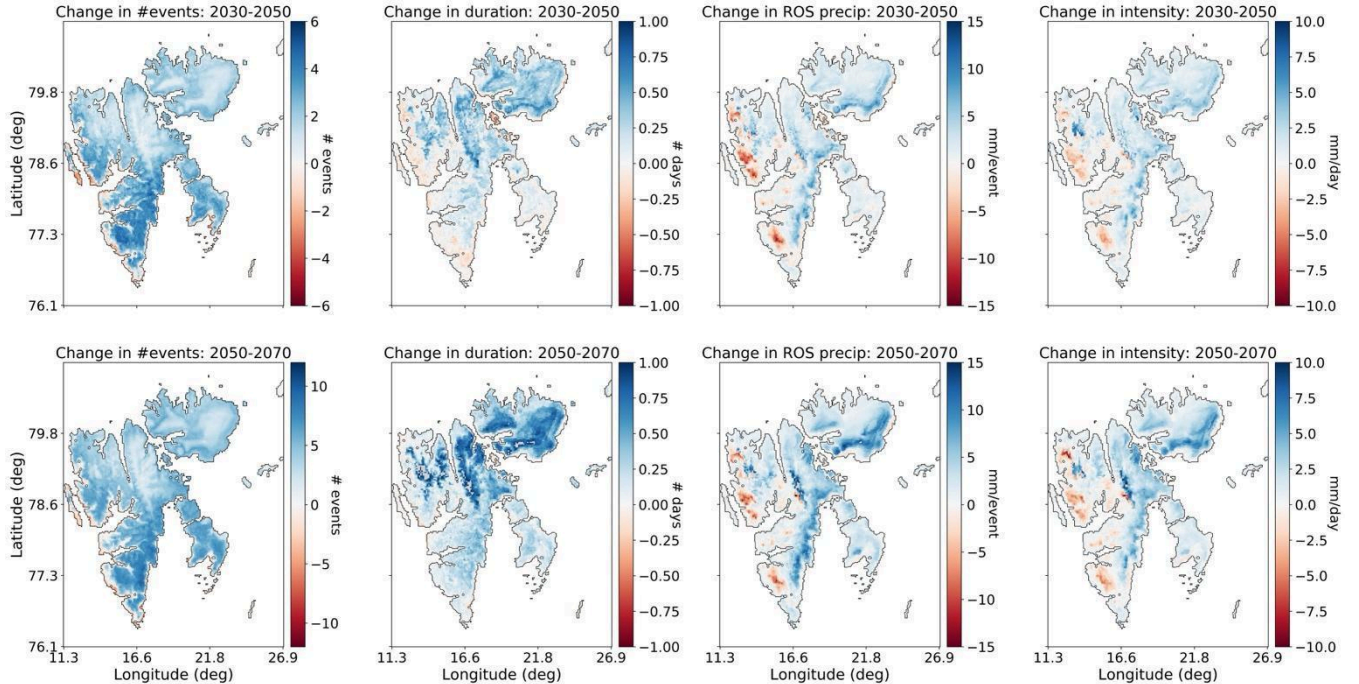 Change in #events: 2030-2050
6
4
2
0
−2
−4
−6
# events
79.8
78.6
77.3
76.1
Latitude (deg)
Change in duration: 2030-2050
1.00
0.75
0.50
0.25
0.00
−0.25
−0.50
−0.75
−1.00
# days
Change in ROS precip: 2030-2050
15
10
5
0
−5
−10
−15
mm/event
Change in intensity: 2030-2050
10.0
7.5
5.0
2.5
0.0
−2.5
−5.0
−7.5
−10.0
mm/day
Change in #events: 2050-2070
10
5
0
−5
−10
# events
79.8
78.6
77.3
76.1
Latitude (deg)
11.3 16.6 21.8 26.9
Longitude (deg)
Change in duration: 2050-2070
1.00
0.75
0.50
0.25
0.00
−0.25
−0.50
−0.75
−1.00
# days
11.3 16.6 21.8 26.9
Longitude (deg)
Change in ROS precip: 2050-2070
15
10
5
0
−5
−10
−15
mm/event
11.3 16.6 21.8 26.9
Longitude (deg)
Change in intensity: 2050-2070
10.0
7.5
5.0
2.5
0.0
−2.5
−5.0
−7.5
−10.0
mm/day
11.3 16.6 21.8 26.9
Longitude (deg)